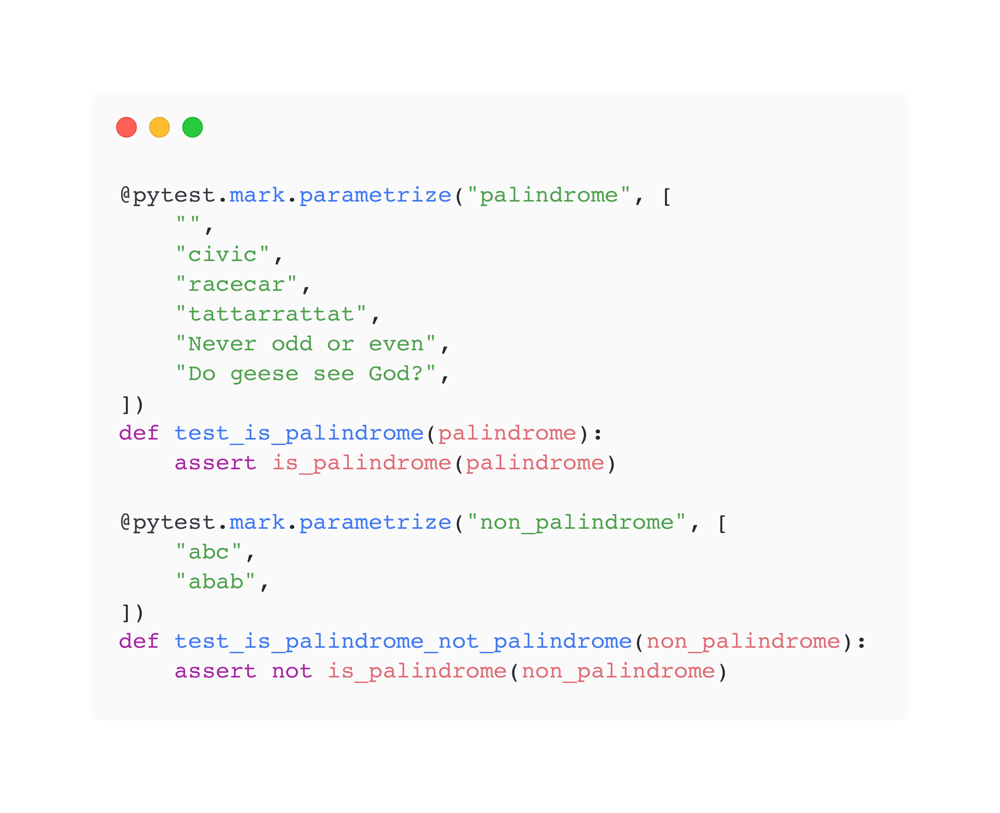 @pytest.mark.parametrize("palindrome", [
    "",
    "civic",
    "racecar",
    "tattarrattat",
    "Never odd or even",
    "Do geese see God?",
])
def test_is_palindrome(palindrome):
    assert is_palindrome(palindrome)

@pytest.mark.parametrize("non_palindrome", [
    "abc",
    "abab",
])
def test_is_palindrome_not_palindrome(non_palindrome):
    assert not is_palindrome(non_palindrome)